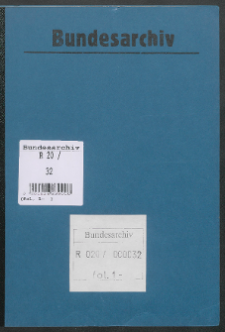 Bundesarchiv
Bundesarchiv
R 20 /
32
Bundesarchiv
R 020 / 000032
fol. 1 -